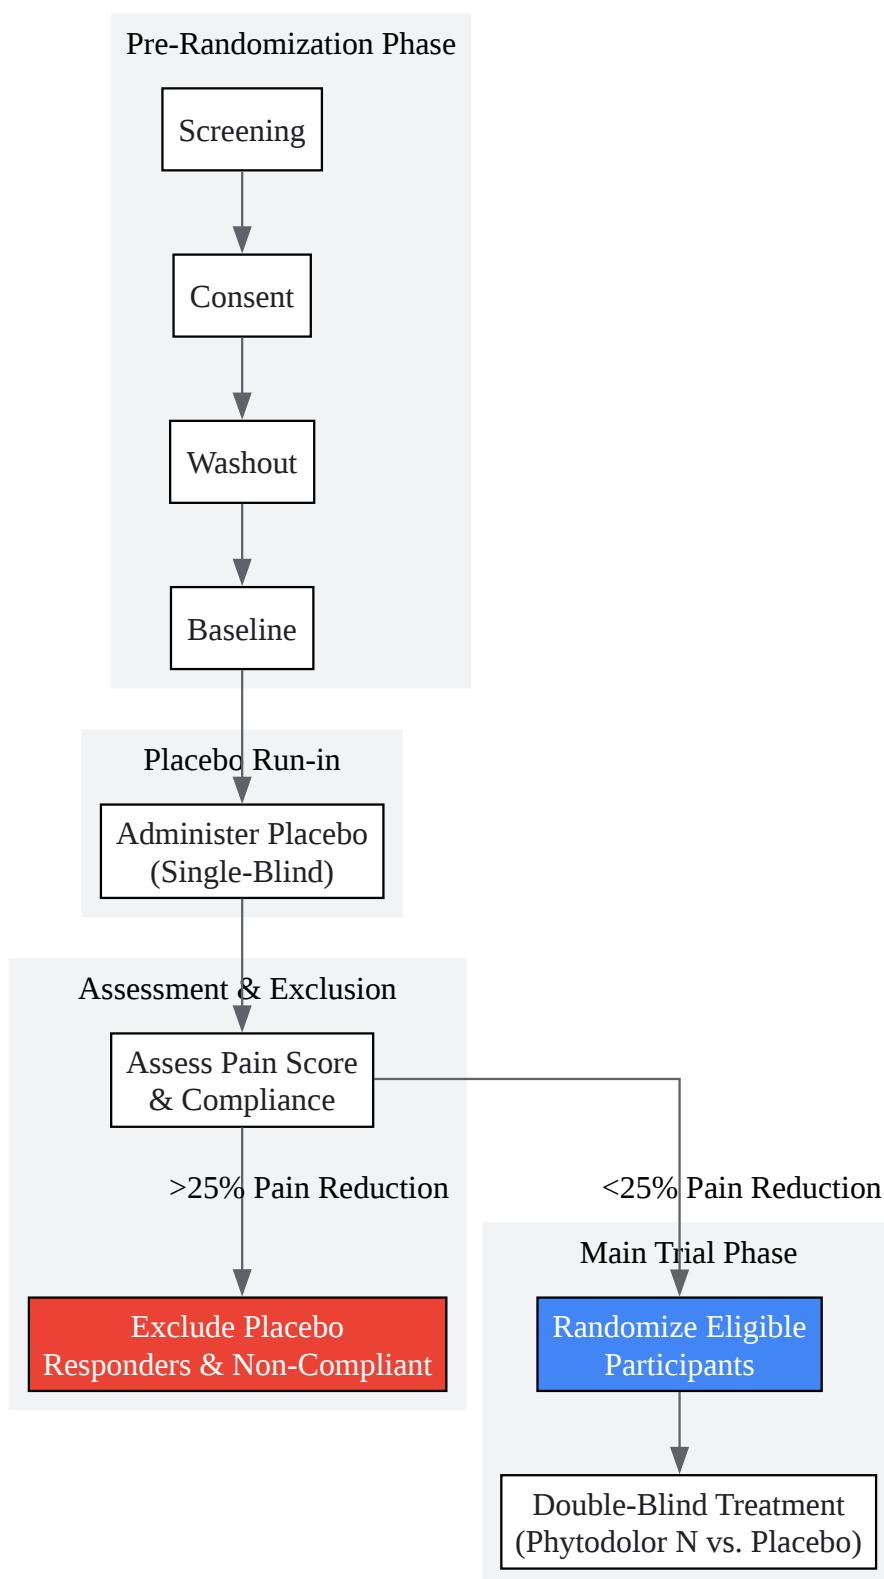 Pre-Randomization Phase
Screening
Consent
Washout
Baseline
Placebo Run-in
Administer Placebo
(Single-Blind)
Assessment & Exclusion
Assess Pain Score
& Compliance
>25% Pain Reduction
<25% Pain Reduction
Main Trial Phase
Exclude Placebo
Responders & Non-Compliant
Randomize Eligible
Participants
Double-Blind Treatment
(Phytodolor N vs. Placebo)